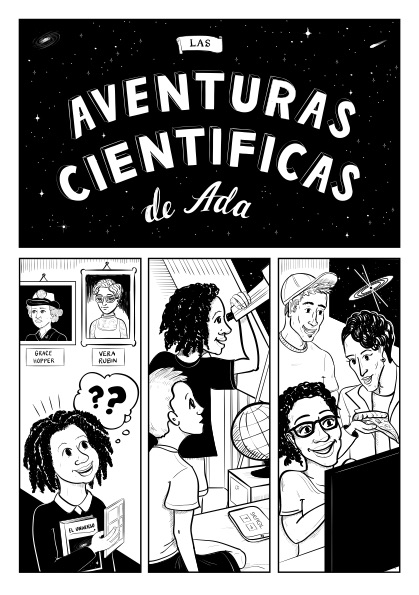 LAS
AVENTURAS
CIENTIFICAS
de Ada
GRACE
HOPPER
VERA
RUBIN
??
EL UNIVERSO